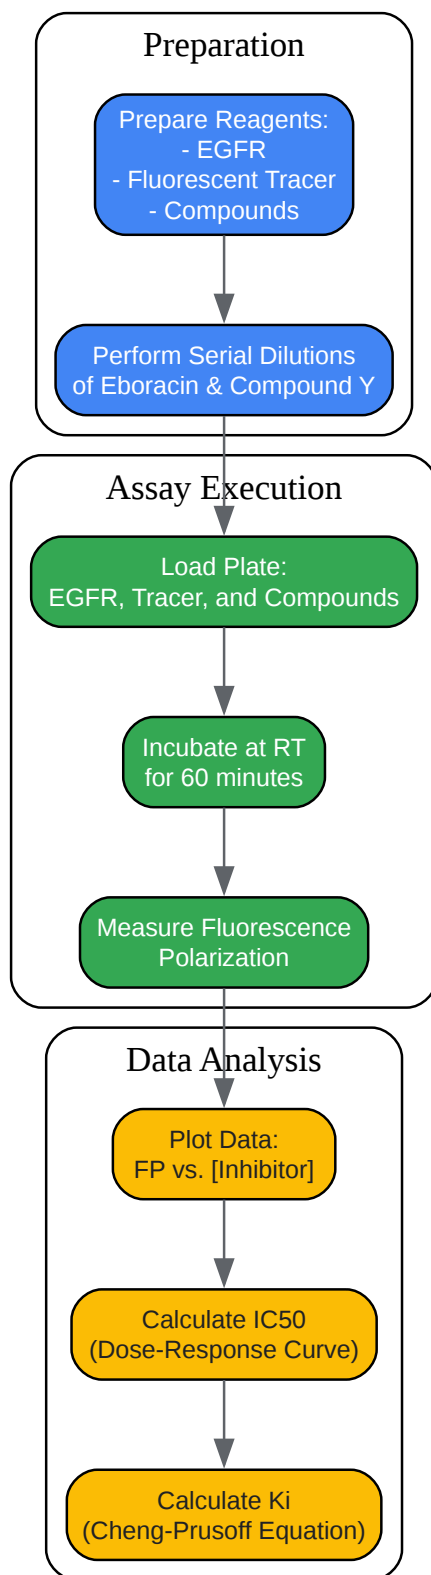 Preparation
Prepare Reagents:
- EGFR
- Fluorescent Tracer
- Compounds
Perform Serial Dilutions
of Eboracin & Compound Y
Assay Execution
Load Plate:
EGFR, Tracer, and Compounds
Incubate at RT
for 60 minutes
Measure Fluorescence
Polarization
Data Analysis
Plot Data:
FP vs. [Inhibitor]
Calculate IC50
(Dose-Response Curve)
Calculate Ki
(Cheng-Prusoff Equation)